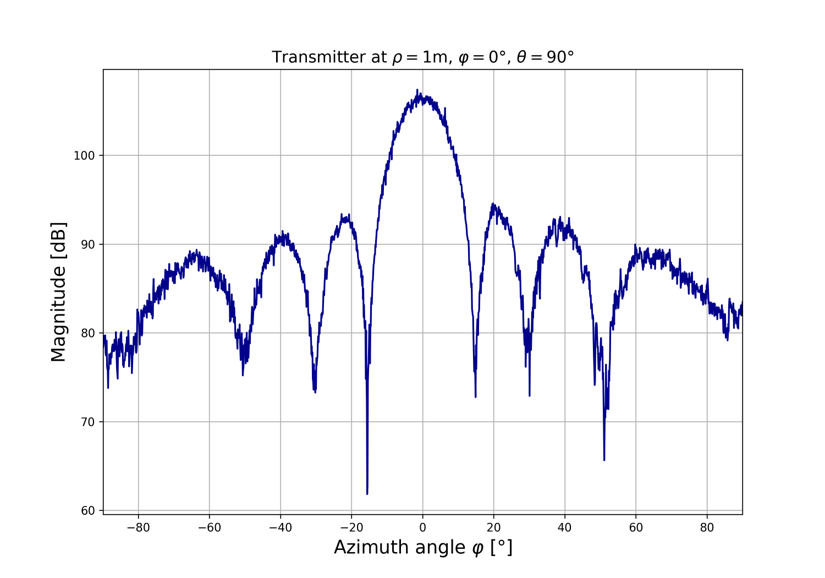 Transmitter at ρ = 1m, φ = 0°, θ = 90°
Magnitude [dB]
100
90
80
70
60
−80 −60 −40 −20 0 20 40 60 80
Azimuth angle φ [°]